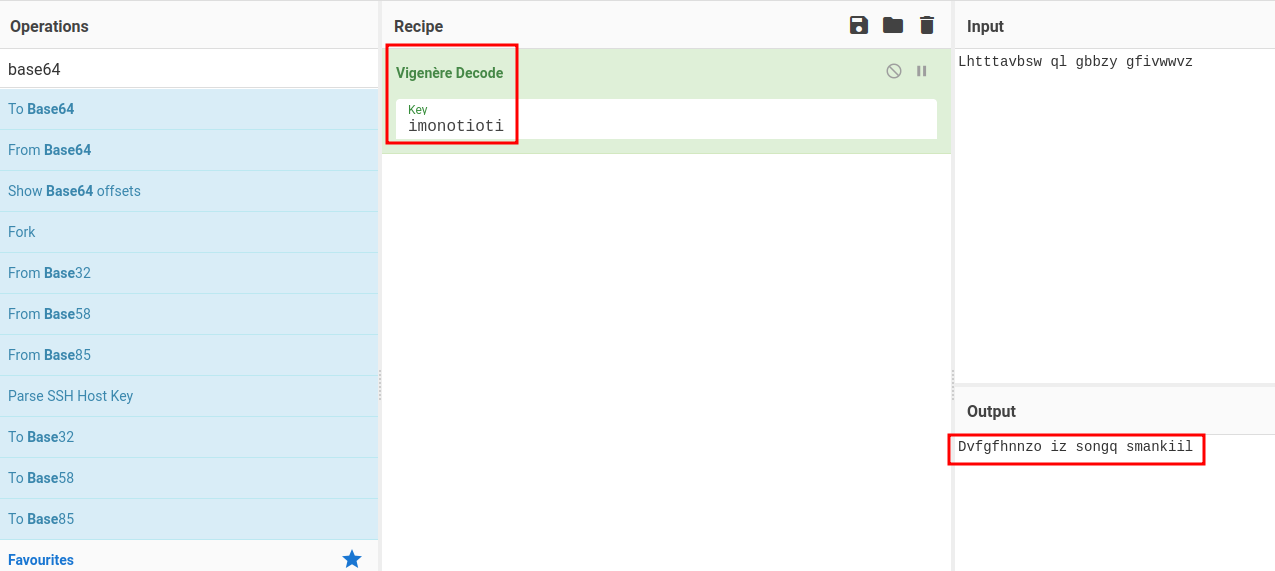 Operations
base64
To Base64
From Base64
Show Base64 offsets
Fork
From Base32
From Base58
From Base85
Parse SSH Host Key
To Base32
To Base58
To Base85
Favourites
Recipe
Vigenère Decode
Key
imonotioti
Input
Lhtttavbsw ql gbbzy gfivwwvz
Output
Dvfgfhnnzo iz songq smankiil